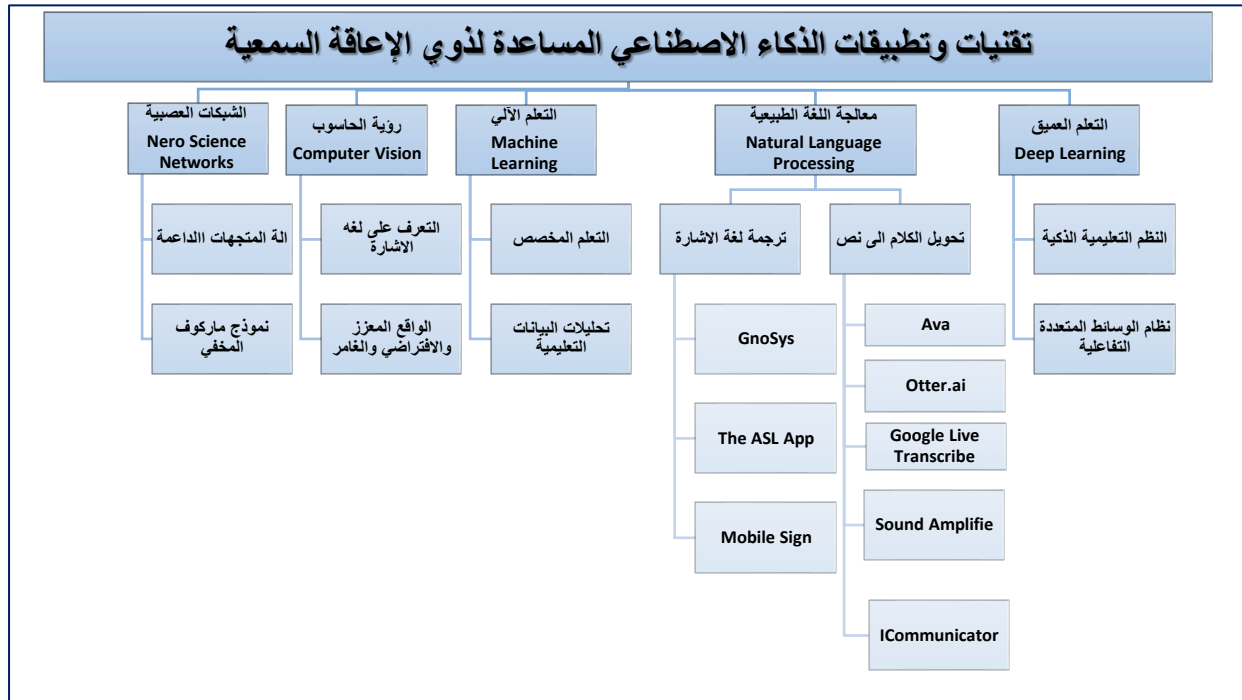 تقنيات وتطبيقات الذكاء الاصطناعي المساعدة لذوي الإعاقة السمعية
التعلم العميق
Deep Learning
النظم التعليمية الذكية
نظام الوسائط المتعددة
التفاعلية
معالجة اللغة الطبيعية
Natural Language
Processing
تحويل الكلام الى نص
Ava
Otter.ai
Google Live
Transcribe
Sound Amplifie
ICommunicator
ترجمة لغة الاشارة
GnoSys
The ASL App
Mobile Sign
التعلم الآلي
Machine
Learning
التعلم المخصص
تحليلات البيانات
التعليمية
رؤية الحاسوب
Computer Vision
التعرف على لغه
الاشارة
الواقع المعزز
والافتراضي والغامر
الشبكات العصبية
Nero Science
Networks
الة المتجهات االداعمة
نموذج ماركوف
المخفي